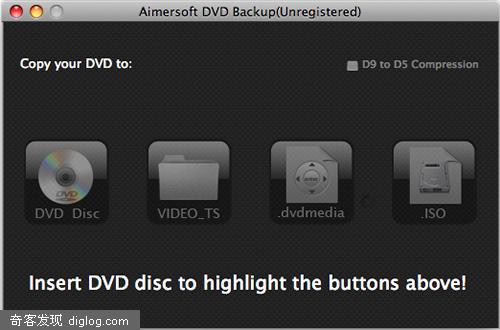 Aimersoft DVD Backup(Unregistered)
Copy your DVD to:
D9 to D5 Compression
DVD
DVD Disc
VIDEO_TS
.dvdmedia
.ISO
Insert DVD disc to highlight the buttons above!
奇客发现 diglog.com